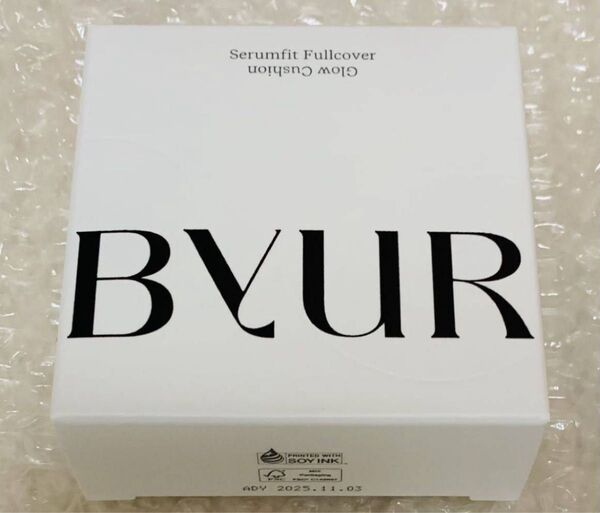 Serumfit Fullcover
Glow Cushion
BYUR
PRINTED WITH
SOY INK
FSC
ADY 2025.11.03